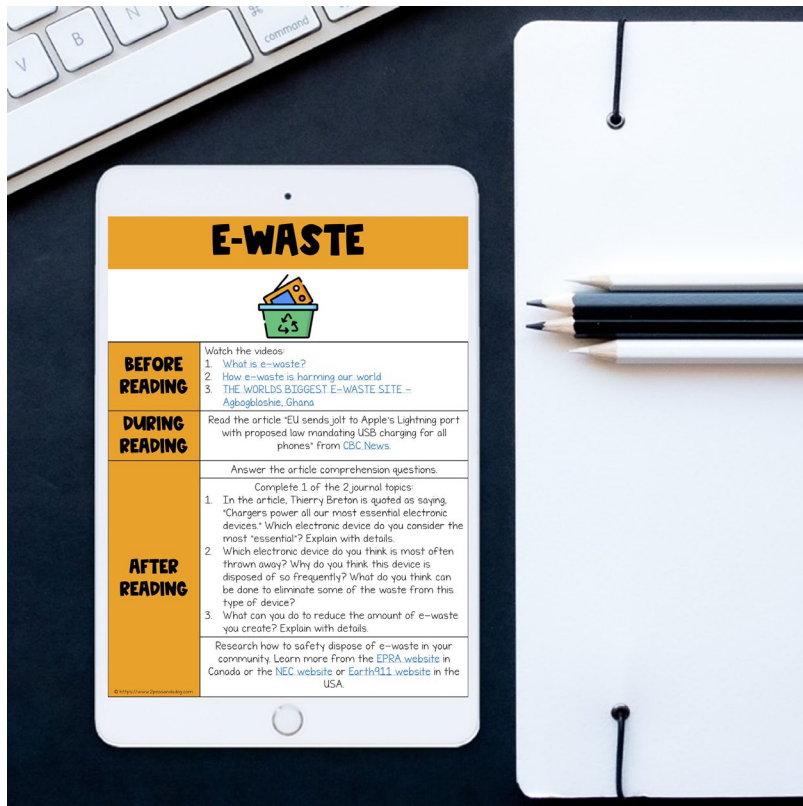 V
B
N
⌘
command
E-WASTE
BEFORE
READING
Watch the videos:
1. What is e-waste?
2. How e-waste is harming our world
3. THE WORLDS BIGGEST E-WASTE SITE -
Agbogbloshie, Ghana
DURING
READING
Read the article "EU sends jolt to Apple's Lightning port
with proposed law mandating USB charging for all
phones" from CBC News.
AFTER
READING
Answer the article comprehension questions.
Complete 1 of the 2 journal topics:
1. In the article, Thierry Breton is quoted as saying,
"Chargers power all our most essential electronic
devices." Which electronic device do you consider the
most "essential"? Explain with details.
2. Which electronic device do you think is most often
thrown away? Why do you think this device is
disposed of so frequently? What do you think can
be done to eliminate some of the waste from this
type of device?
3. What can you do to reduce the amount of e-waste
you create? Explain with details.
Research how to safety dispose of e-waste in your
community. Learn more from the EPRA website in
Canada or the NEC website or Earth911 website in the
USA.